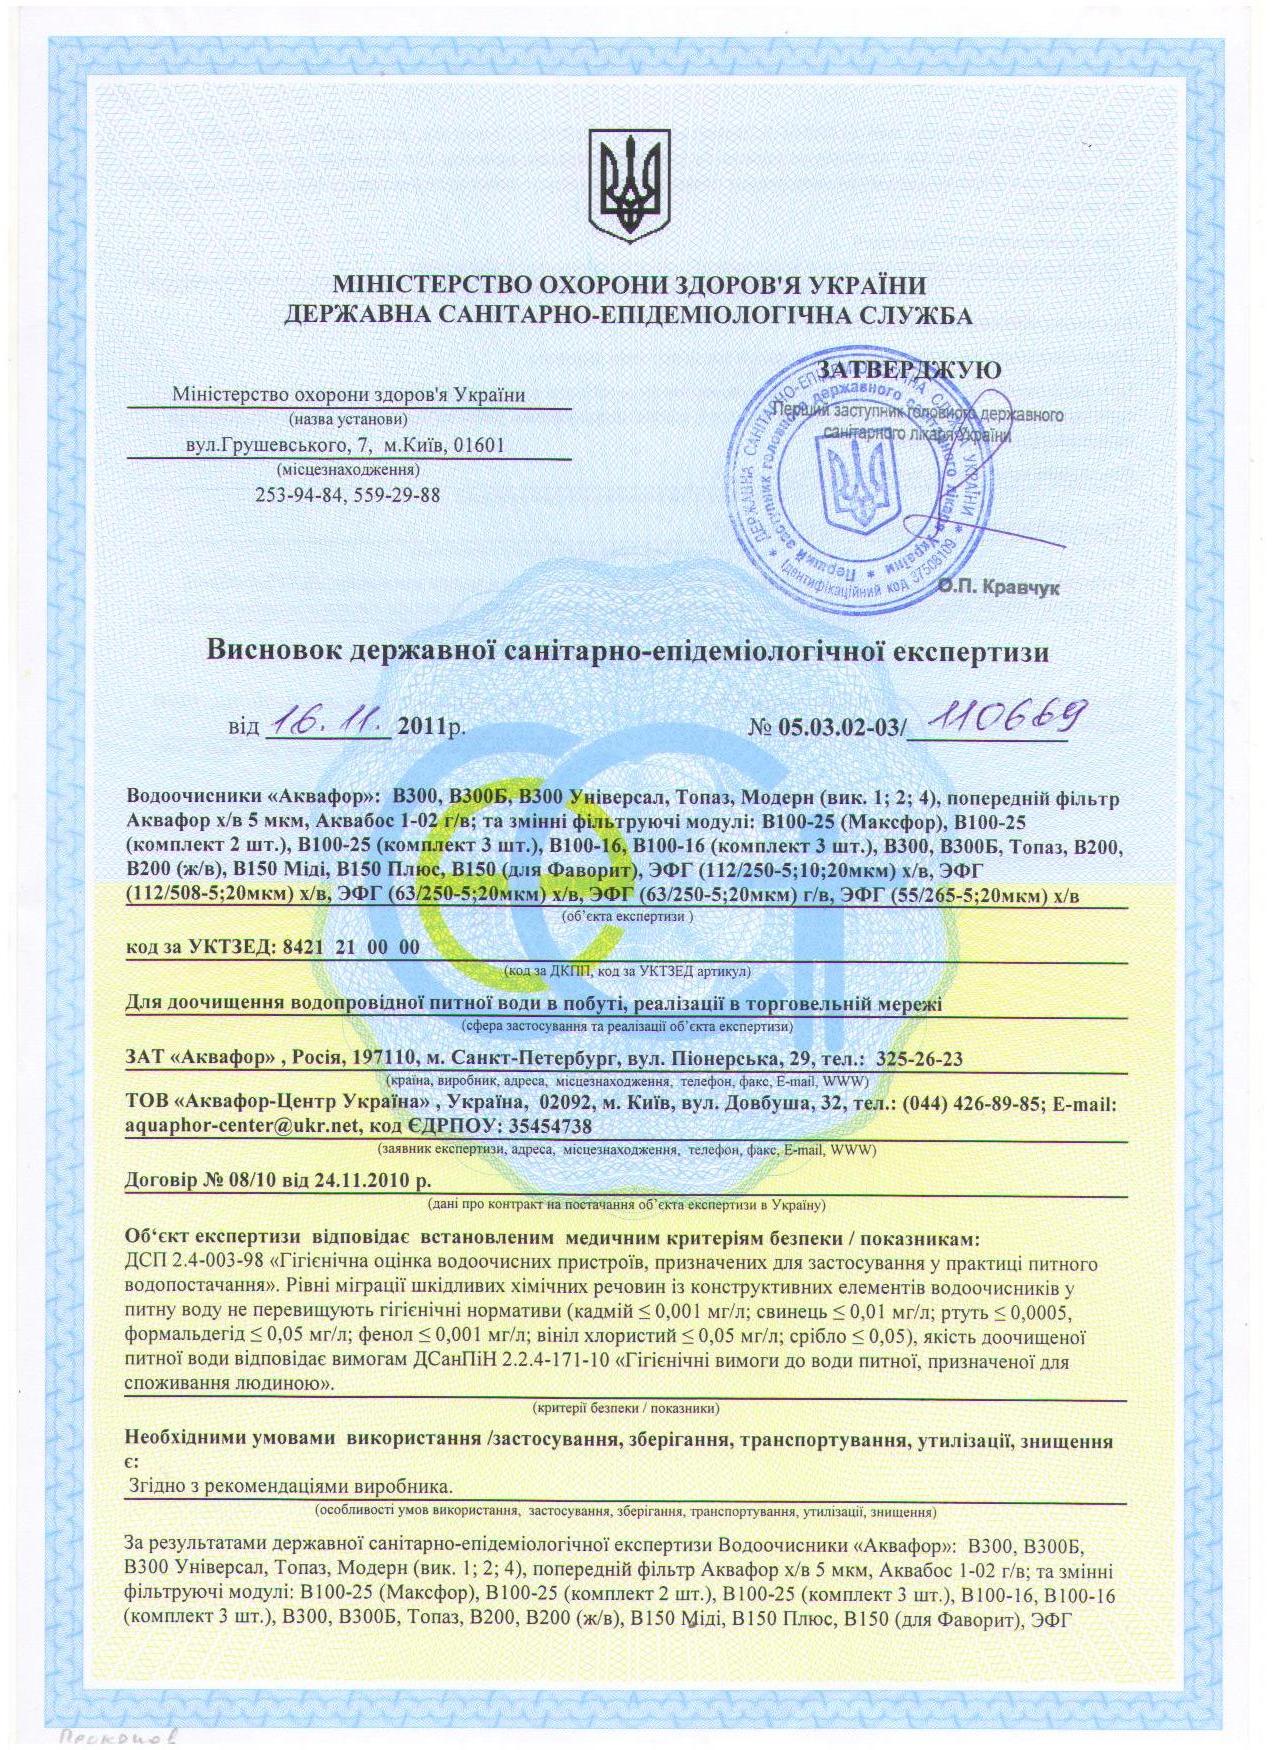 МІНІСТЕРСТВО ОХОРОНИ ЗДОРОВ'Я УКРАЇНИ
ДЕРЖАВНА САНІТАРНО-ЕПІДЕМІОЛОГІЧНА СЛУЖБА
Міністерство охорони здоров'я України
(назва установи)
вул.Грушевського, 7, м.Київ, 01601
(місцезнаходження)
253-94-84, 559-29-88
ЗАТВЕРДЖУЮ
Перший заступник головного державного
санітарного лікаря України
ДЕРЖАВНА САНІТАРНО-ЕПІДЕМІОЛОГІЧНА СЛУЖБА УКРАЇНИ * Ідентифікаційний код 37508109 *
Перший заступник головного державного санітарного лікаря України *
О.П. Кравчук
Висновок державної санітарно-епідеміологічної експертизи
від 16.11. 2011р.
№ 05.03.02-03/ 110669
Водоочисники «Аквафор»: В300, В300Б, В300 Універсал, Топаз, Модерн (вик. 1; 2; 4), попередній фільтр
Аквафор х/в 5 мкм, Аквабос 1-02 г/в; та змінні фільтруючі модулі: В100-25 (Максфор), В100-25
(комплект 2 шт.), В100-25 (комплект 3 шт.), В100-16, В100-16 (комплект 3 шт.), В300, В300Б, Топаз, В200,
В200 (ж/в), В150 Міді, В150 Плюс, В150 (для Фаворит), ЭФГ (112/250-5;10;20мкм) х/в, ЭФГ
(112/508-5;20мкм) х/в, ЭФГ (63/250-5;20мкм) х/в, ЭФГ (63/250-5;20мкм) г/в, ЭФГ (55/265-5;20мкм) х/в
(об’єкта експертизи )
код за УКТЗЕД: 8421 21 00 00
(код за ДКПП, код за УКТЗЕД артикул)
Для доочищення водопровідної питної води в побуті, реалізації в торговельній мережі
(сфера застосування та реалізації об’єкта експертизи)
ЗАТ «Аквафор» , Росія, 197110, м. Санкт-Петербург, вул. Піонерська, 29, тел.: 325-26-23
(країна, виробник, адреса, місцезнаходження, телефон, факс, E-mail, WWW)
ТОВ «Аквафор-Центр Україна» , Україна, 02092, м. Київ, вул. Довбуша, 32, тел.: (044) 426-89-85; E-mail:
aquaphor-center@ukr.net, код ЄДРПОУ: 35454738
(заявник експертизи, адреса, місцезнаходження, телефон, факс, E-mail, WWW)
Договір № 08/10 від 24.11.2010 р.
(дані про контракт на постачання об’єкта експертизи в Україну)
Об‘єкт експертизи відповідає встановленим медичним критеріям безпеки / показникам:
ДСП 2.4-003-98 «Гігієнічна оцінка водоочисних пристроїв, призначених для застосування у практиці питного
водопостачання». Рівні міграції шкідливих хімічних речовин із конструктивних елементів водоочисників у
питну воду не перевищують гігієнічні нормативи (кадмій ≤ 0,001 мг/л; свинець ≤ 0,01 мг/л; ртуть ≤ 0,0005,
формальдегід ≤ 0,05 мг/л; фенол ≤ 0,001 мг/л; вініл хлористий ≤ 0,05 мг/л; срібло ≤ 0,05), якість доочищеної
питної води відповідає вимогам ДСанПіН 2.2.4-171-10 «Гігієнічні вимоги до води питної, призначеної для
споживання людиною».
(критерії безпеки / показники)
Необхідними умовами використання /застосування, зберігання, транспортування, утилізації, знищення
є:
Згідно з рекомендаціями виробника.
(особливості умов використання, застосування, зберігання, транспортування, утилізації, знищення)
За результатами державної санітарно-епідеміологічної експертизи Водоочисники «Аквафор»: В300, В300Б,
В300 Універсал, Топаз, Модерн (вик. 1; 2; 4), попередній фільтр Аквафор х/в 5 мкм, Аквабос 1-02 г/в; та змінні
фільтруючі модулі: В100-25 (Максфор), В100-25 (комплект 2 шт.), В100-25 (комплект 3 шт.), В100-16, В100-16
(комплект 3 шт.), В300, В300Б, Топаз, В200, В200 (ж/в), В150 Міді, В150 Плюс, В150 (для Фаворит), ЭФГ